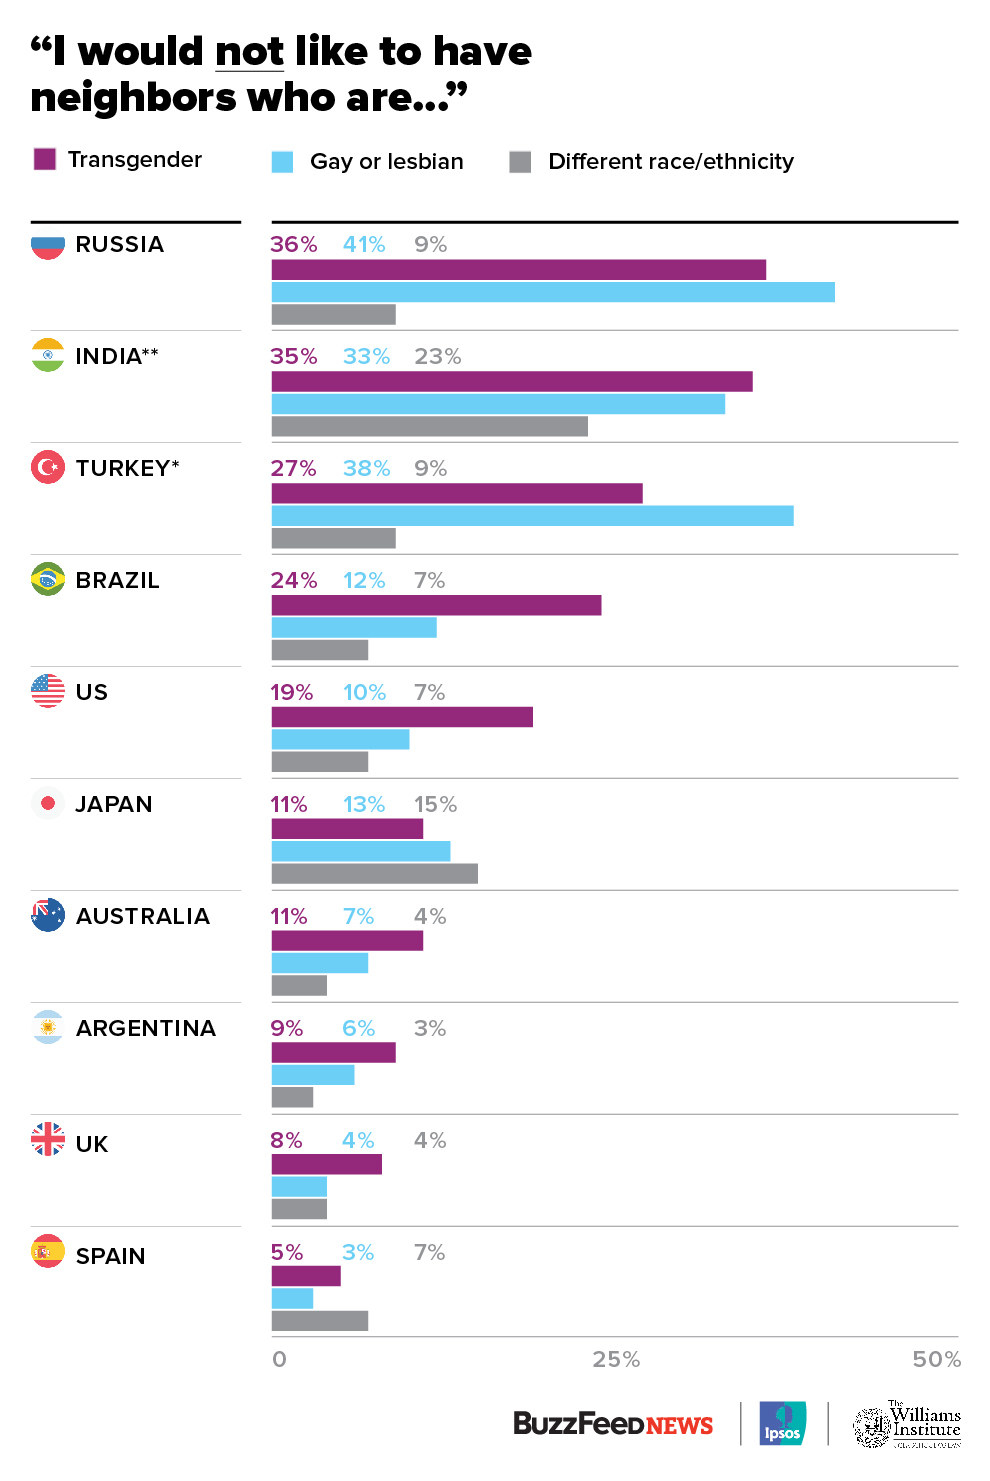 “I would not like to have
neighbors who are...”
Transgender Gay or lesbian Different race/ethnicity
RUSSIA 36% 41% 9%
INDIA** 35% 33% 23%
TURKEY* 27% 38% 9%
BRAZIL 24% 12% 7%
US 19% 10% 7%
JAPAN 11% 13% 15%
AUSTRALIA 11% 7% 4%
ARGENTINA 9% 6% 3%
UK 8% 4% 4%
SPAIN 5% 3% 7%
0 25% 50%
BuzzFeed NEWS
Ipsos
The
Williams
Institute